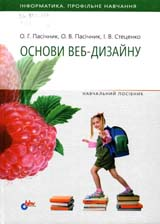 ІНФОРМАТИКА. ПРОФІЛЬНЕ НАВЧАННЯ
О. Г. Пасічник, О. В. Пасічник, І. В. Стеценко
ОСНОВИ ВЕБ-ДИЗАЙНУ
НАВЧАЛЬНИЙ ПОСІБНИК